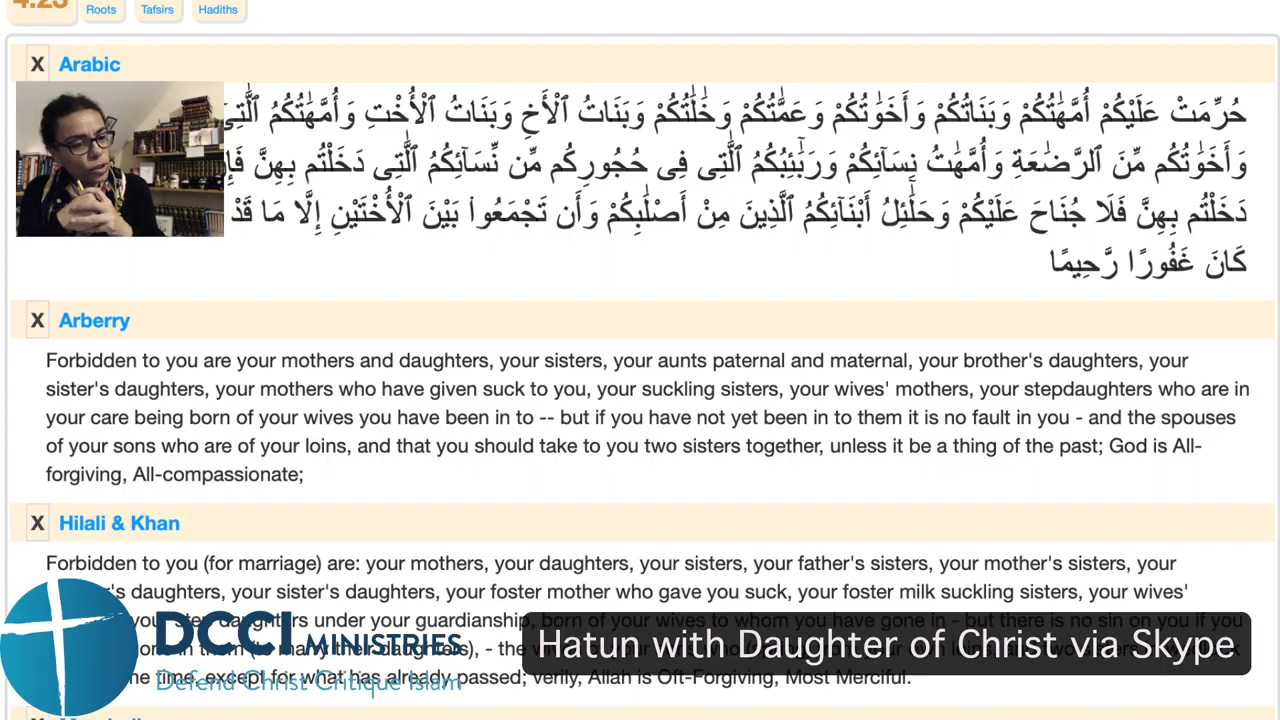 4:23
Roots
Tafsirs
Hadiths
X Arabic
حُرِّمَتْ عَلَيْكُمْ أُمَّهَٰتُكُمْ وَبَنَاتُكُمْ وَأَخَوَٰتُكُمْ وَعَمَّٰتُكُمْ وَخَٰلَٰتُكُمْ وَبَنَاتُ ٱلْأَخِ وَبَنَاتُ ٱلْأُخْتِ وَأُمَّهَٰتُكُمُ ٱلَّٰتِىٓ
وَأَخَوَٰتُكُم مِّنَ ٱلرَّضَٰعَةِ وَأُمَّهَٰتُ نِسَآئِكُمْ وَرَبَٰٓئِبُكُمُ ٱلَّٰتِى فِى حُجُورِكُم مِّن نِّسَآئِكُمُ ٱلَّٰتِى دَخَلْتُم بِهِنَّ
دَخَلْتُم بِهِنَّ فَلَا جُنَاحَ عَلَيْكُمْ وَحَلَٰٓئِلُ أَبْنَآئِكُمُ ٱلَّذِينَ مِنْ أَصْلَٰبِكُمْ وَأَن تَجْمَعُوا۟ بَيْنَ ٱلْأُخْتَيْنِ إِلَّا مَا قَدْ
كَانَ غَفُورًا رَّحِيمًا
X Arberry
Forbidden to you are your mothers and daughters, your sisters, your aunts paternal and maternal, your brother's daughters, your
sister's daughters, your mothers who have given suck to you, your suckling sisters, your wives' mothers, your stepdaughters who are in
your care being born of your wives you have been in to -- but if you have not yet been in to them it is no fault in you - and the spouses
of your sons who are of your loins, and that you should take to you two sisters together, unless it be a thing of the past; God is All-
forgiving, All-compassionate;
X Hilali & Khan
Forbidden to you (for marriage) are: your mothers, your daughters, your sisters, your father's sisters, your mother's sisters, your
daughters, your sister's daughters, your foster mother who gave you suck, your foster milk suckling sisters, your wives'
under your guardianship, born of your wives to whom you have gone in - but there is no sin on you if you
time, except for what has already passed; verily, Allah is Oft-Forgiving, Most Merciful.
DCCI MINISTRIES
Defend Christ Critique Islam
Hatun with Daughter of Christ via Skype